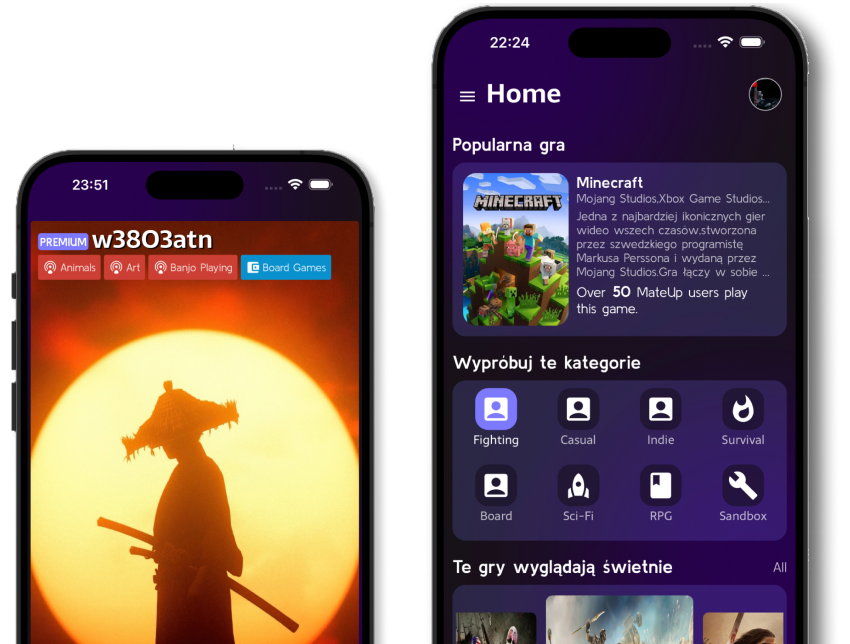 23:51
PREMIUM w38O3atn
Animals Art Banjo Playing Board Games
22:24
Home
Popularna gra
MINECRAFT
Minecraft
Mojang Studios,Xbox Game Studios...
Jedna z najbardziej ikonicznych gier
wideo wszech czasów,stworzona
przez szwedzkiego programistę
Markusa Perssona i wydaną przez
Mojang Studios.Gra łączy w sobie ...
Over 50 MateUp users play
this game.
Wypróbuj te kategorie
Fighting Casual Indie Survival
Board Sci-Fi RPG Sandbox
Te gry wyglądają świetnie All